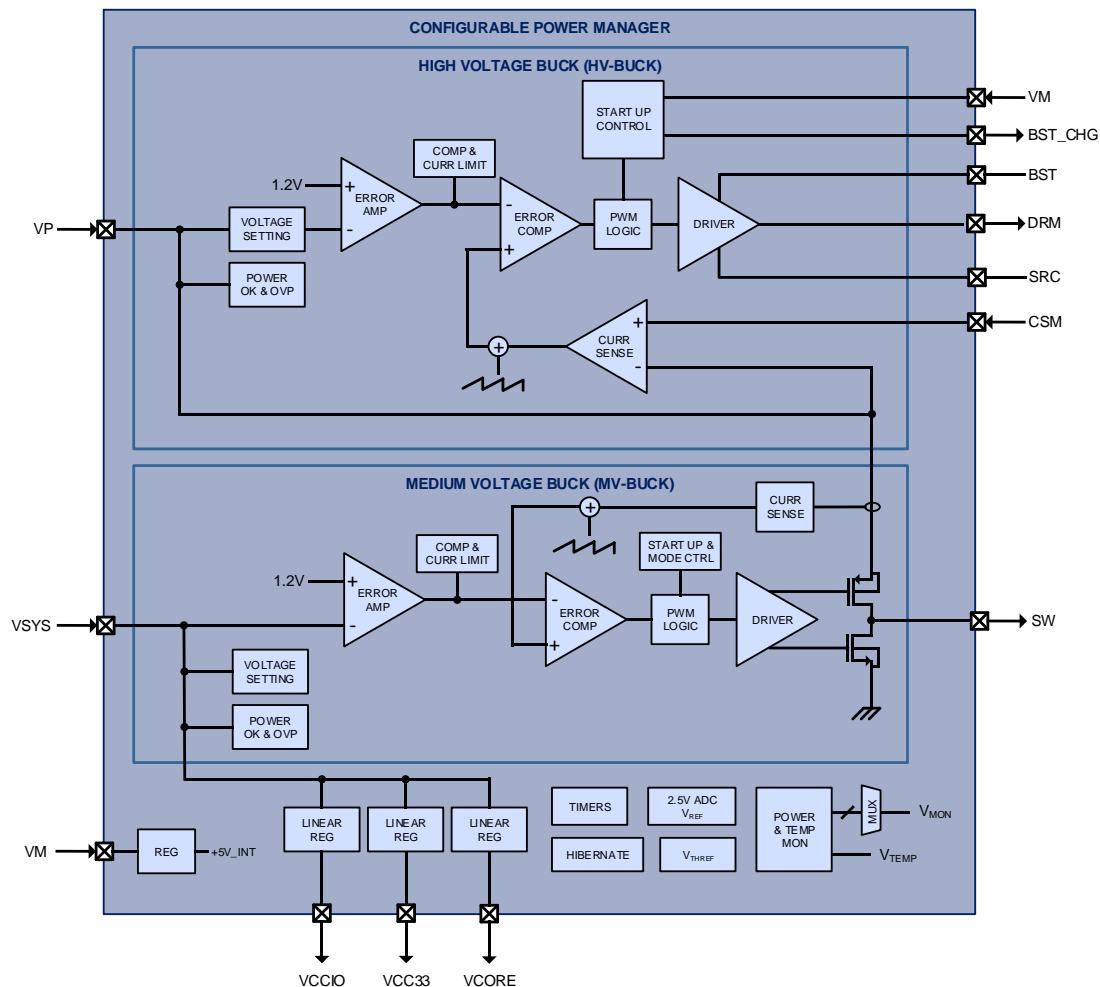 CONFIGURABLE POWER MANAGER
HIGH VOLTAGE BUCK (HV-BUCK)
VM
START UP
CONTROL
BST_CHG
COMP &
CURR LIMIT
BST
1.2V
+
ERROR
AMP
-
-
ERROR
COMP
+
PWM
LOGIC
DRIVER
DRM
VP
VOLTAGE
SETTING
POWER
OK & OVP
SRC
CSM
+
CURR
SENSE
-
+
MEDIUM VOLTAGE BUCK (MV-BUCK)
CURR
SENSE
+
COMP &
CURR LIMIT
START UP &
MODE CTRL
1.2V
+
ERROR
AMP
-
-
ERROR
COMP
+
PWM
LOGIC
DRIVER
SW
VSYS
VOLTAGE
SETTING
POWER
OK & OVP
VM
REG
+5V_INT
LINEAR
REG
LINEAR
REG
LINEAR
REG
TIMERS
2.5V ADC
VREF
HIBERNATE
VTHREF
POWER
& TEMP
MON
MUX
VMON
VTEMP
VCCIO
VCC33
VCORE